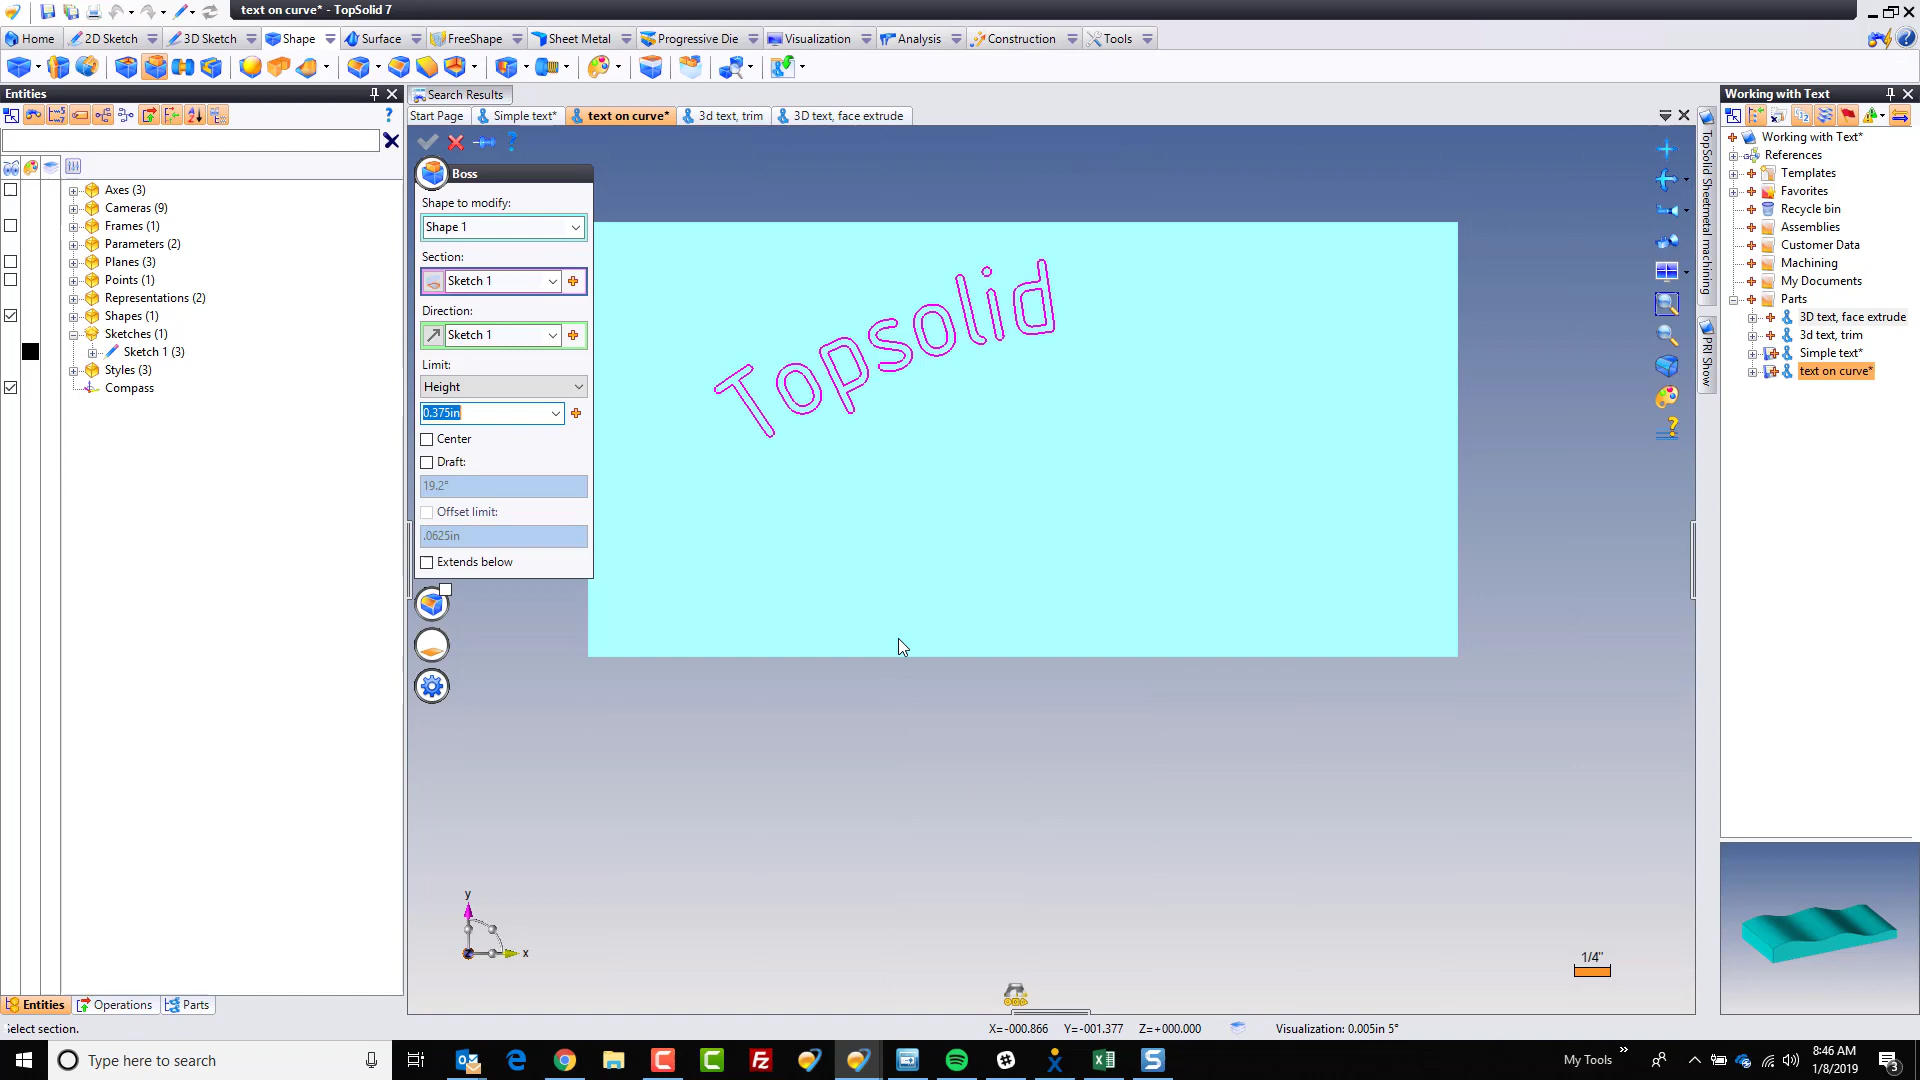 text on curve* - TopSolid 7
Home
2D Sketch
3D Sketch
Shape
Surface
FreeShape
Sheet Metal
Progressive Die
Visualization
Analysis
Construction
Tools
Entities
Axes (3)
Cameras (9)
Frames (1)
Parameters (2)
Planes (3)
Points (1)
Representations (2)
Shapes (1)
Sketches (1)
Sketch 1 (3)
Styles (3)
Compass
Entities
Operations
Parts
Search Results
Start Page
Simple text*
text on curve*
3d text, trim
3D text, face extrude
Boss
Shape to modify:
Shape 1
Section:
Sketch 1
Direction:
Sketch 1
Limit:
Height
0.375in
Center
Draft:
19.2°
Offset limit:
.0625in
Extends below
Topsolid
y
x
1/4"
TopSolid Sheetmetal machining
PRI Show
Working with Text
Working with Text*
References
Templates
Favorites
Recycle bin
Assemblies
Customer Data
Machining
My Documents
Parts
3D text, face extrude
3d text, trim
Simple text*
text on curve*
Select section.
X=-000.866 Y=-001.377 Z=+000.000
Visualization: 0.005in 5°
Type here to search
My Tools
8:46 AM
1/8/2019
3